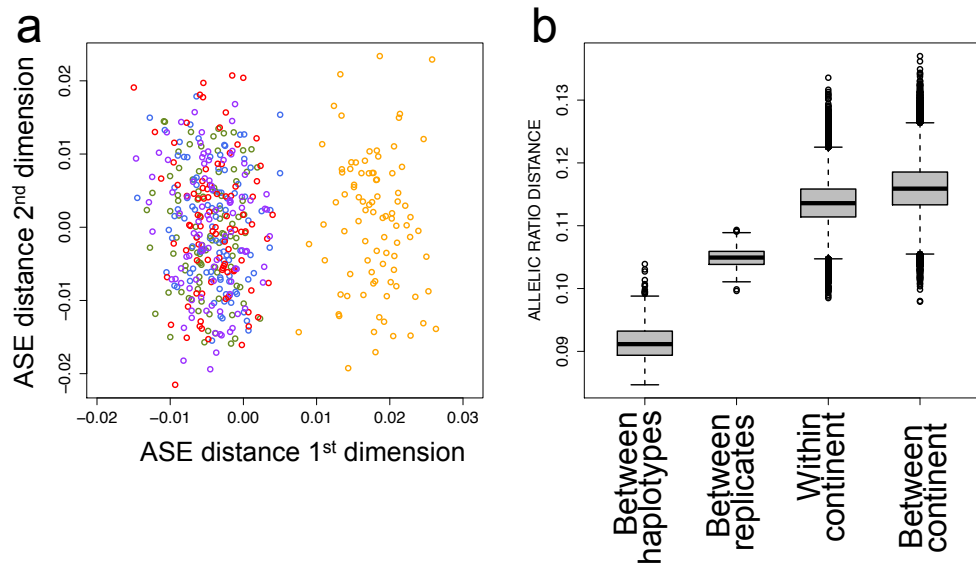 a
ASE distance 2nd dimension
0.02
0.01
0.00
−0.01
−0.02
−0.02
−0.01
0.00
0.01
0.02
0.03
ASE distance 1st dimension
b
ALLELIC RATIO DISTANCE
0.13
0.12
0.11
0.10
0.09
Between
haplotypes
Between
replicates
Within
continent
Between
continent